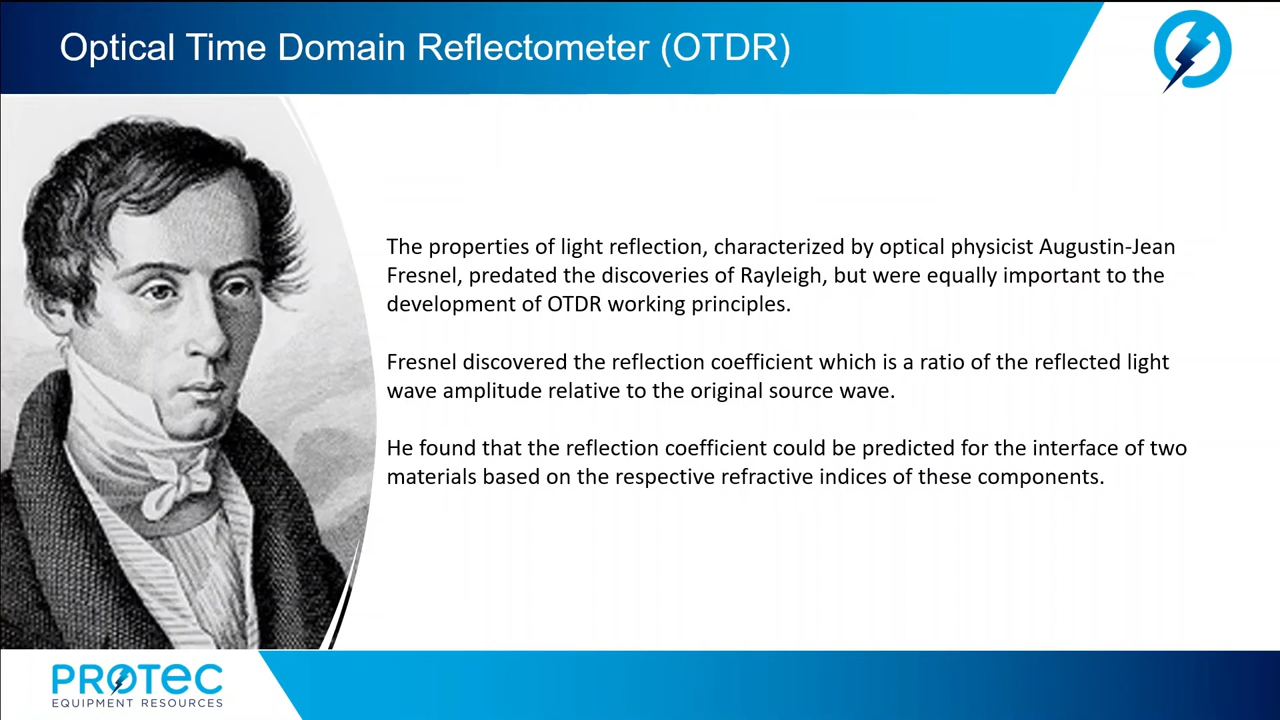 Optical Time Domain Reflectometer (OTDR)
The properties of light reflection, characterized by optical physicist Augustin-Jean
Fresnel, predated the discoveries of Rayleigh, but were equally important to the
development of OTDR working principles.
Fresnel discovered the reflection coefficient which is a ratio of the reflected light
wave amplitude relative to the original source wave.
He found that the reflection coefficient could be predicted for the interface of two
materials based on the respective refractive indices of these components.
PROTEC
EQUIPMENT RESOURCES